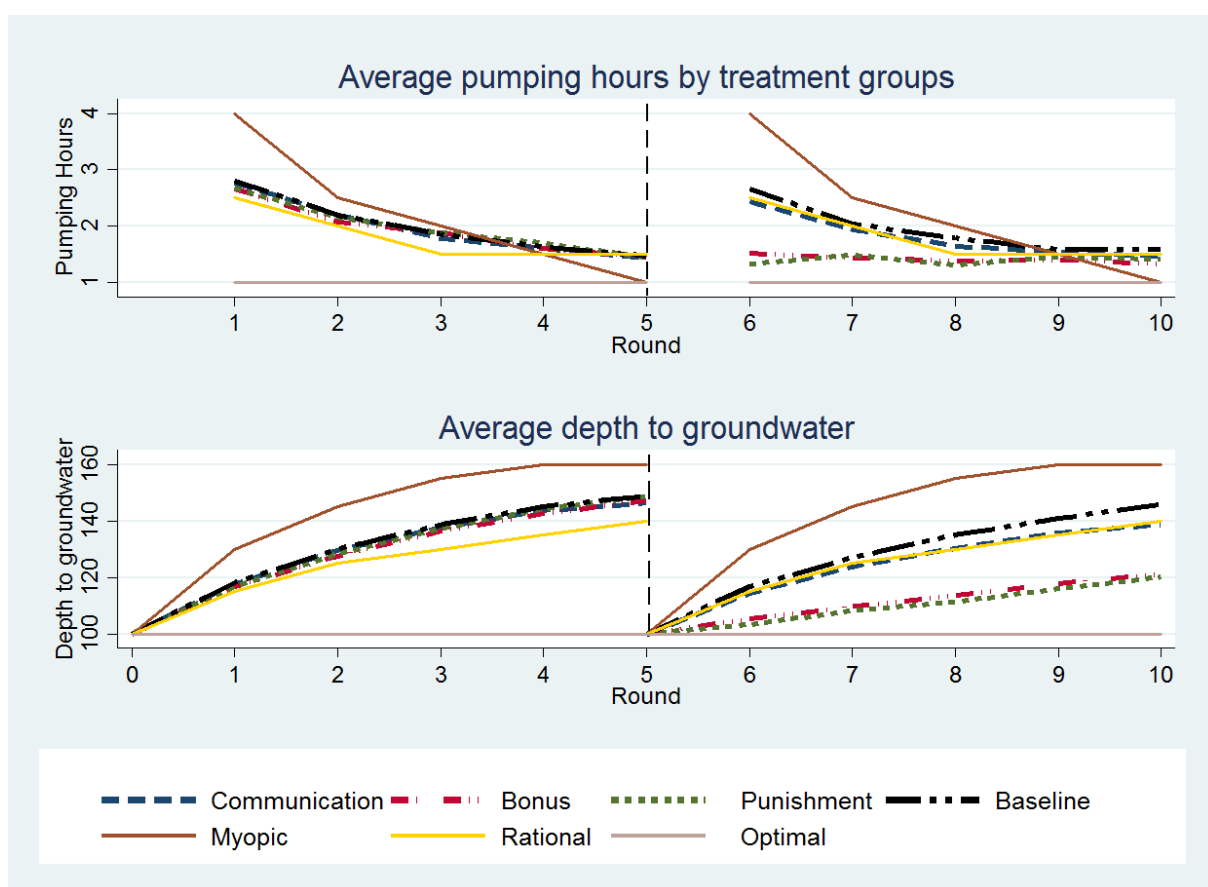 Average pumping hours by treatment groups
Pumping Hours
4
3
2
1
1 2 3 4 5 6 7 8 9 10
Round
Average depth to groundwater
Depth to groundwater
160
140
120
100
0 1 2 3 4 5 6 7 8 9 10
Round
Communication Bonus Punishment Baseline
Myopic Rational Optimal